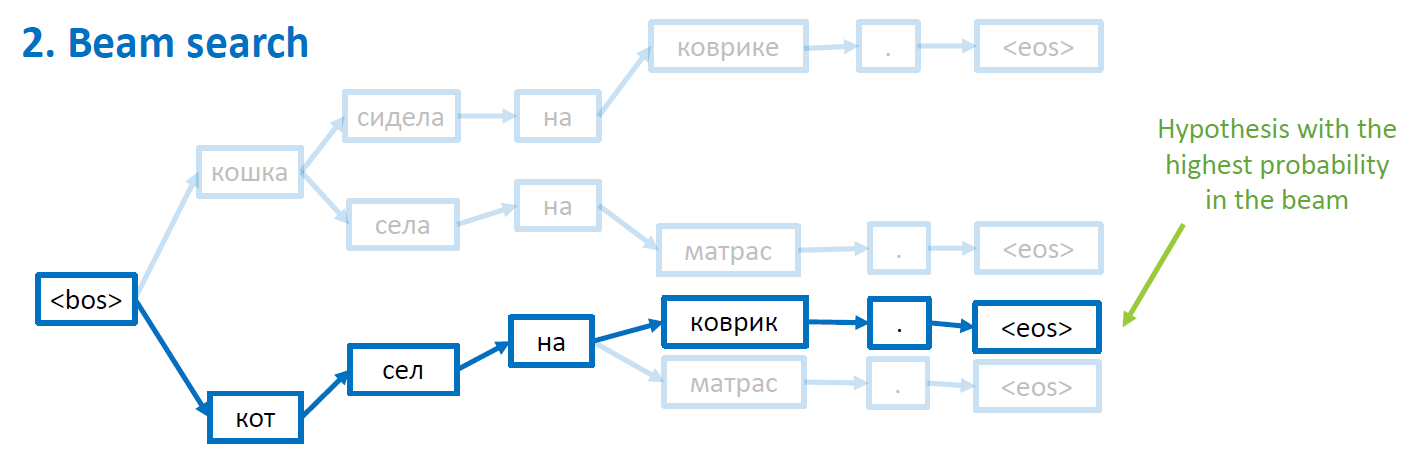 2. Beam search
коврике . <eos>
сидела на
кошка
села на
матрас . <eos>
<bos>
кот сел на коврик . <eos>
матрас . <eos>
Hypothesis with the
highest probability
in the beam